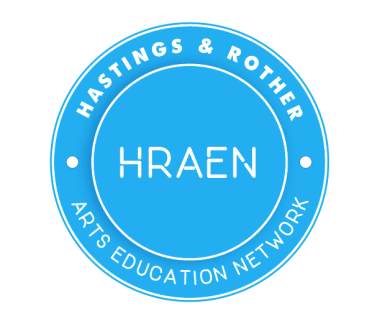 HASTINGS & ROTHER
HRAEN
ARTS EDUCATION NETWORK